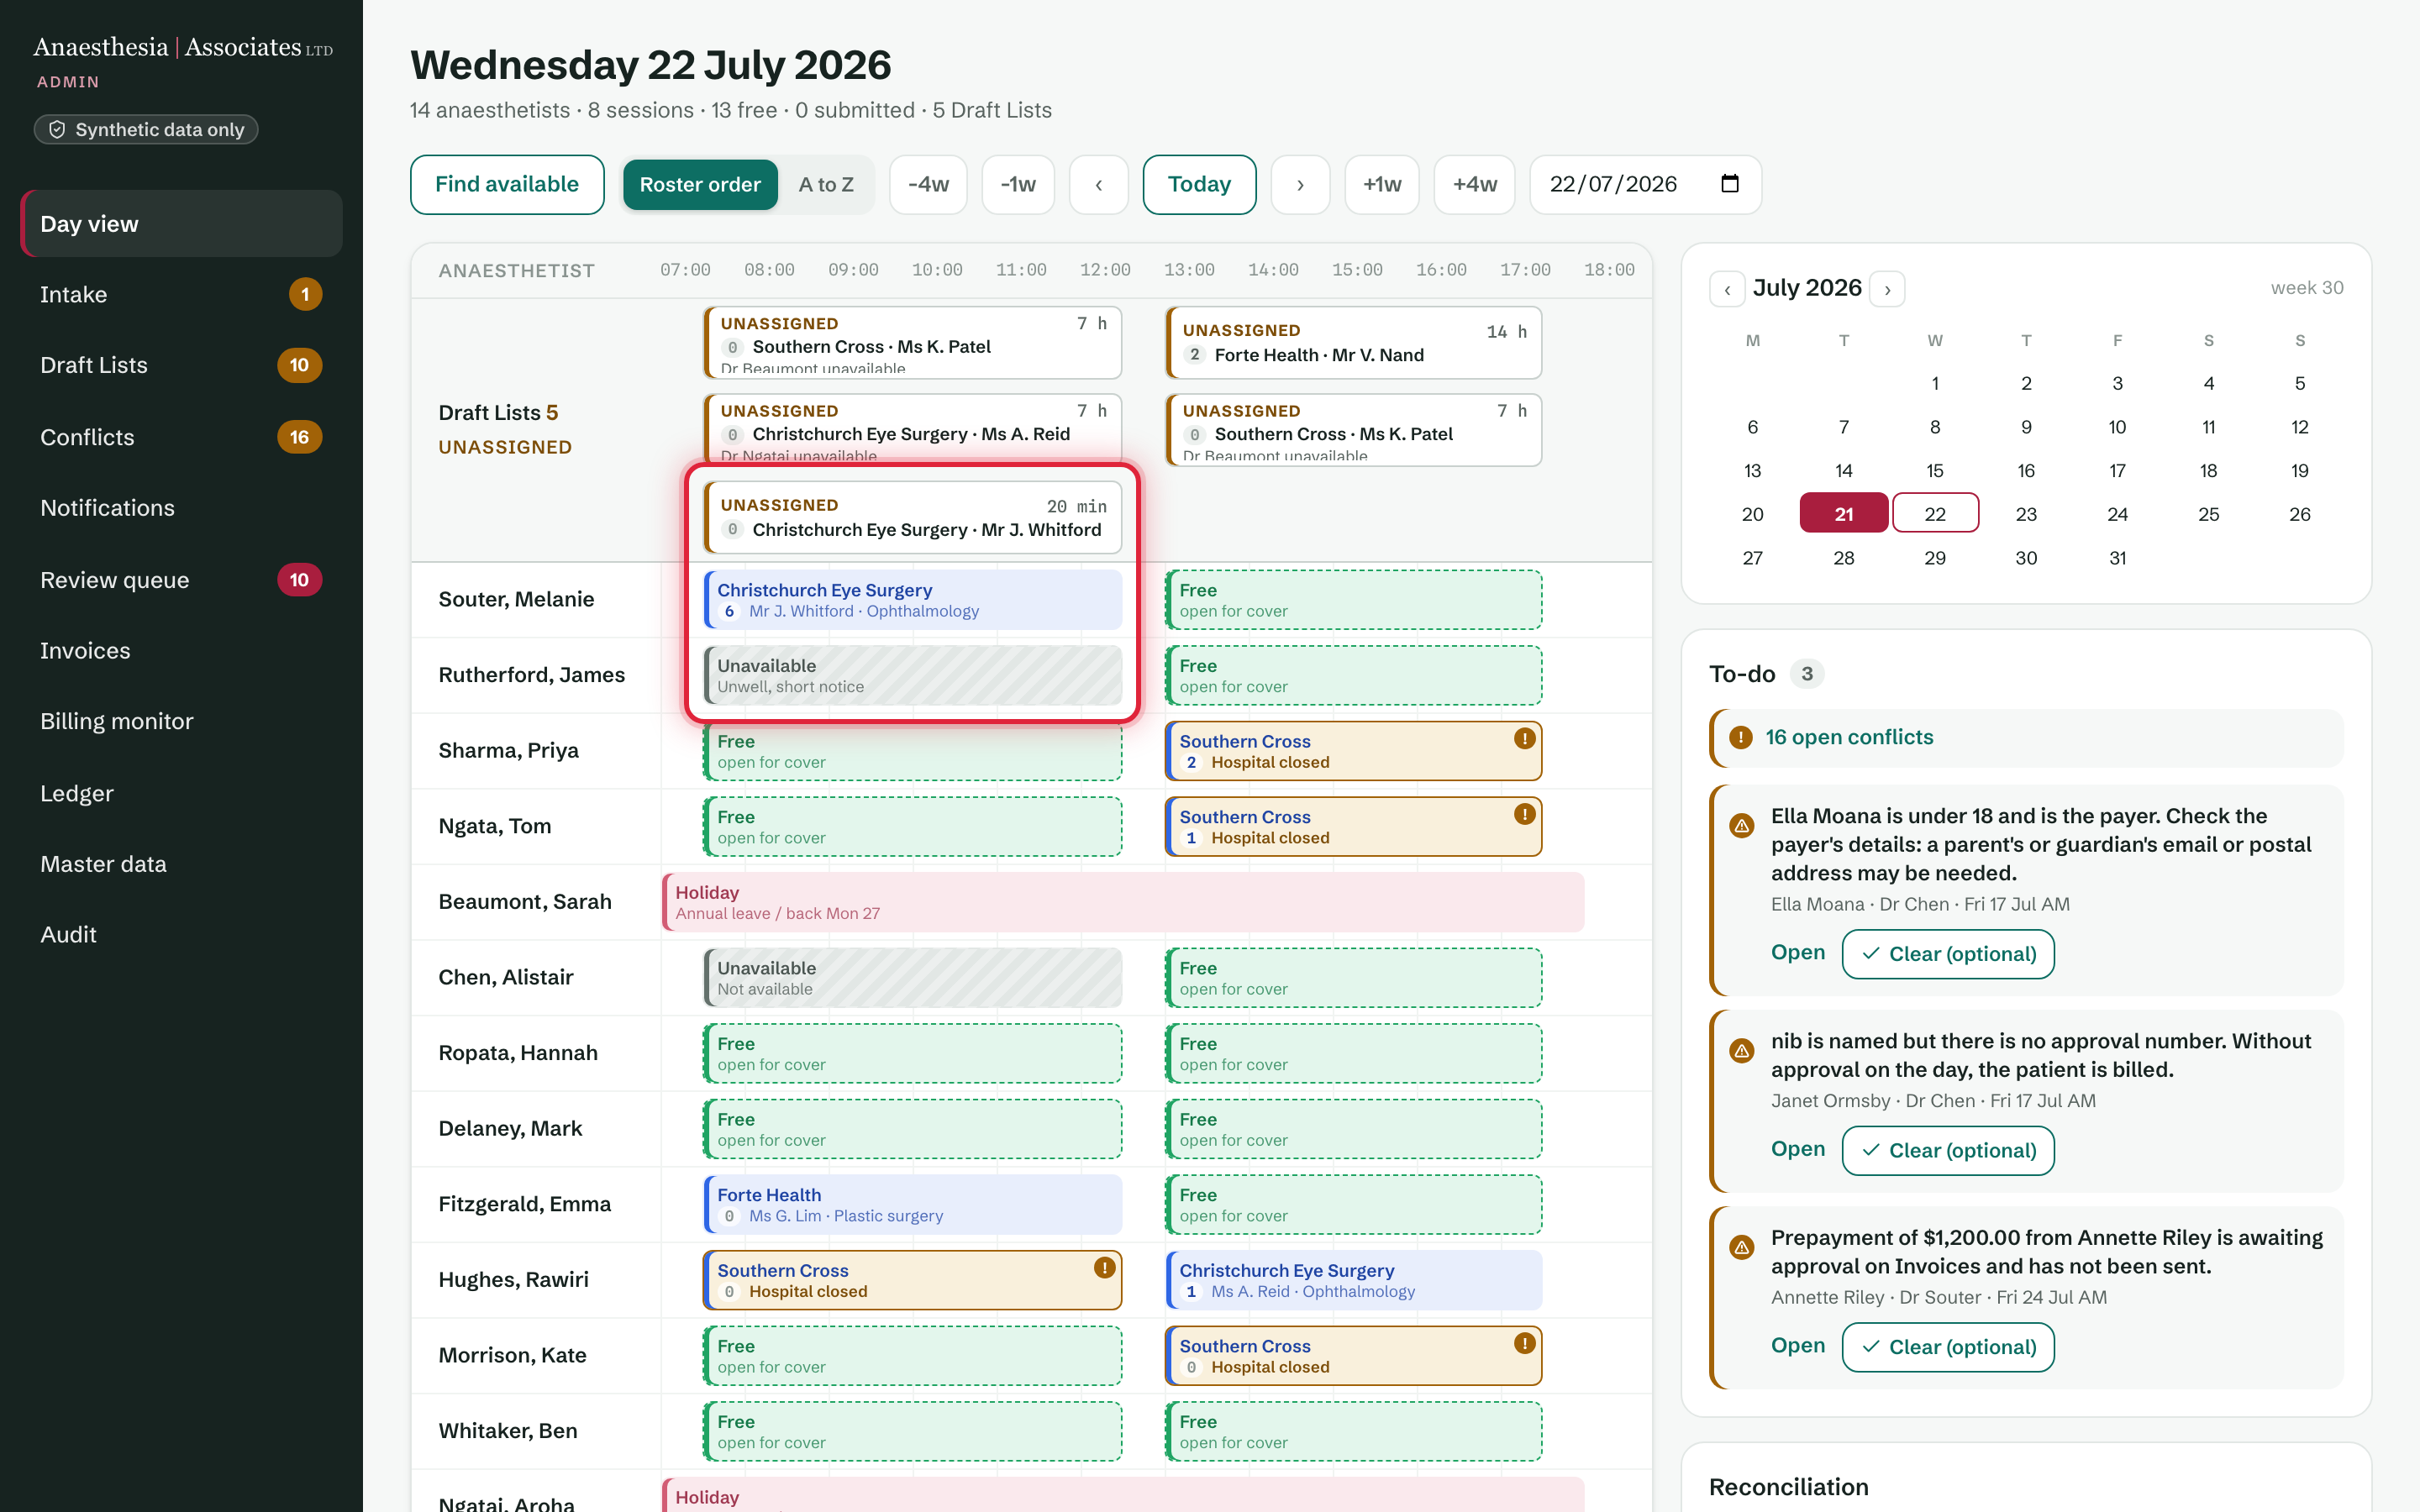 Anaesthesia | Associates LTD
ADMIN
Synthetic data only
Day view
Intake 1
Draft Lists 10
Conflicts 16
Notifications
Review queue 10
Invoices
Billing monitor
Ledger
Master data
Audit
Wednesday 22 July 2026
14 anaesthetists · 8 sessions · 13 free · 0 submitted · 5 Draft Lists
Find available Roster order A to Z -4w -1w ‹ Today › +1w +4w 22/07/2026
ANAESTHETIST 07:00 08:00 09:00 10:00 11:00 12:00 13:00 14:00 15:00 16:00 17:00 18:00
Draft Lists 5
UNASSIGNED
UNASSIGNED 7 h
0 Southern Cross · Ms K. Patel
Dr Beaumont unavailable
UNASSIGNED 14 h
2 Forte Health · Mr V. Nand
UNASSIGNED 7 h
0 Christchurch Eye Surgery · Ms A. Reid
Dr Ngatai unavailable
UNASSIGNED 7 h
0 Southern Cross · Ms K. Patel
Dr Beaumont unavailable
UNASSIGNED 20 min
0 Christchurch Eye Surgery · Mr J. Whitford
Souter, Melanie
Christchurch Eye Surgery
6 Mr J. Whitford · Ophthalmology
Free
open for cover
Rutherford, James
Unavailable
Unwell, short notice
Free
open for cover
Sharma, Priya
Free
open for cover
Southern Cross !
2 Hospital closed
Ngata, Tom
Free
open for cover
Southern Cross !
1 Hospital closed
Beaumont, Sarah
Holiday
Annual leave / back Mon 27
Chen, Alistair
Unavailable
Not available
Free
open for cover
Ropata, Hannah
Free
open for cover
Free
open for cover
Delaney, Mark
Free
open for cover
Free
open for cover
Fitzgerald, Emma
Forte Health
0 Ms G. Lim · Plastic surgery
Free
open for cover
Hughes, Rawiri
Southern Cross !
0 Hospital closed
Christchurch Eye Surgery
1 Ms A. Reid · Ophthalmology
Morrison, Kate
Free
open for cover
Southern Cross !
0 Hospital closed
Whitaker, Ben
Free
open for cover
Free
open for cover
Ngatai, Aroha
Holiday
‹ July 2026 › week 30
M T W T F S S
1 2 3 4 5
6 7 8 9 10 11 12
13 14 15 16 17 18 19
20 21 22 23 24 25 26
27 28 29 30 31
To-do 3
! 16 open conflicts
Ella Moana is under 18 and is the payer. Check the
payer's details: a parent's or guardian's email or postal
address may be needed.
Ella Moana · Dr Chen · Fri 17 Jul AM
Open Clear (optional)
nib is named but there is no approval number. Without
approval on the day, the patient is billed.
Janet Ormsby · Dr Chen · Fri 17 Jul AM
Open Clear (optional)
Prepayment of $1,200.00 from Annette Riley is awaiting
approval on Invoices and has not been sent.
Annette Riley · Dr Souter · Fri 24 Jul AM
Open Clear (optional)
Reconciliation